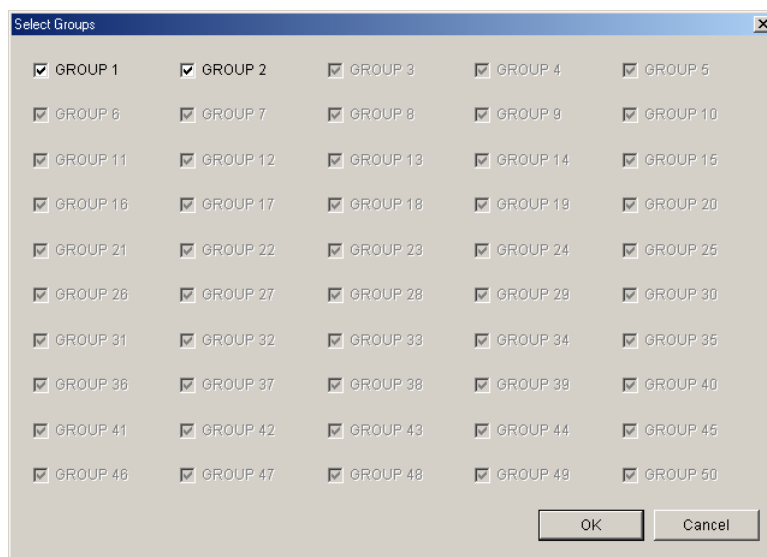 Select Groups
GROUP 1 GROUP 2 GROUP 3 GROUP 4 GROUP 5
GROUP 6 GROUP 7 GROUP 8 GROUP 9 GROUP 10
GROUP 11 GROUP 12 GROUP 13 GROUP 14 GROUP 15
GROUP 16 GROUP 17 GROUP 18 GROUP 19 GROUP 20
GROUP 21 GROUP 22 GROUP 23 GROUP 24 GROUP 25
GROUP 26 GROUP 27 GROUP 28 GROUP 29 GROUP 30
GROUP 31 GROUP 32 GROUP 33 GROUP 34 GROUP 35
GROUP 36 GROUP 37 GROUP 38 GROUP 39 GROUP 40
GROUP 41 GROUP 42 GROUP 43 GROUP 44 GROUP 45
GROUP 46 GROUP 47 GROUP 48 GROUP 49 GROUP 50
OK Cancel